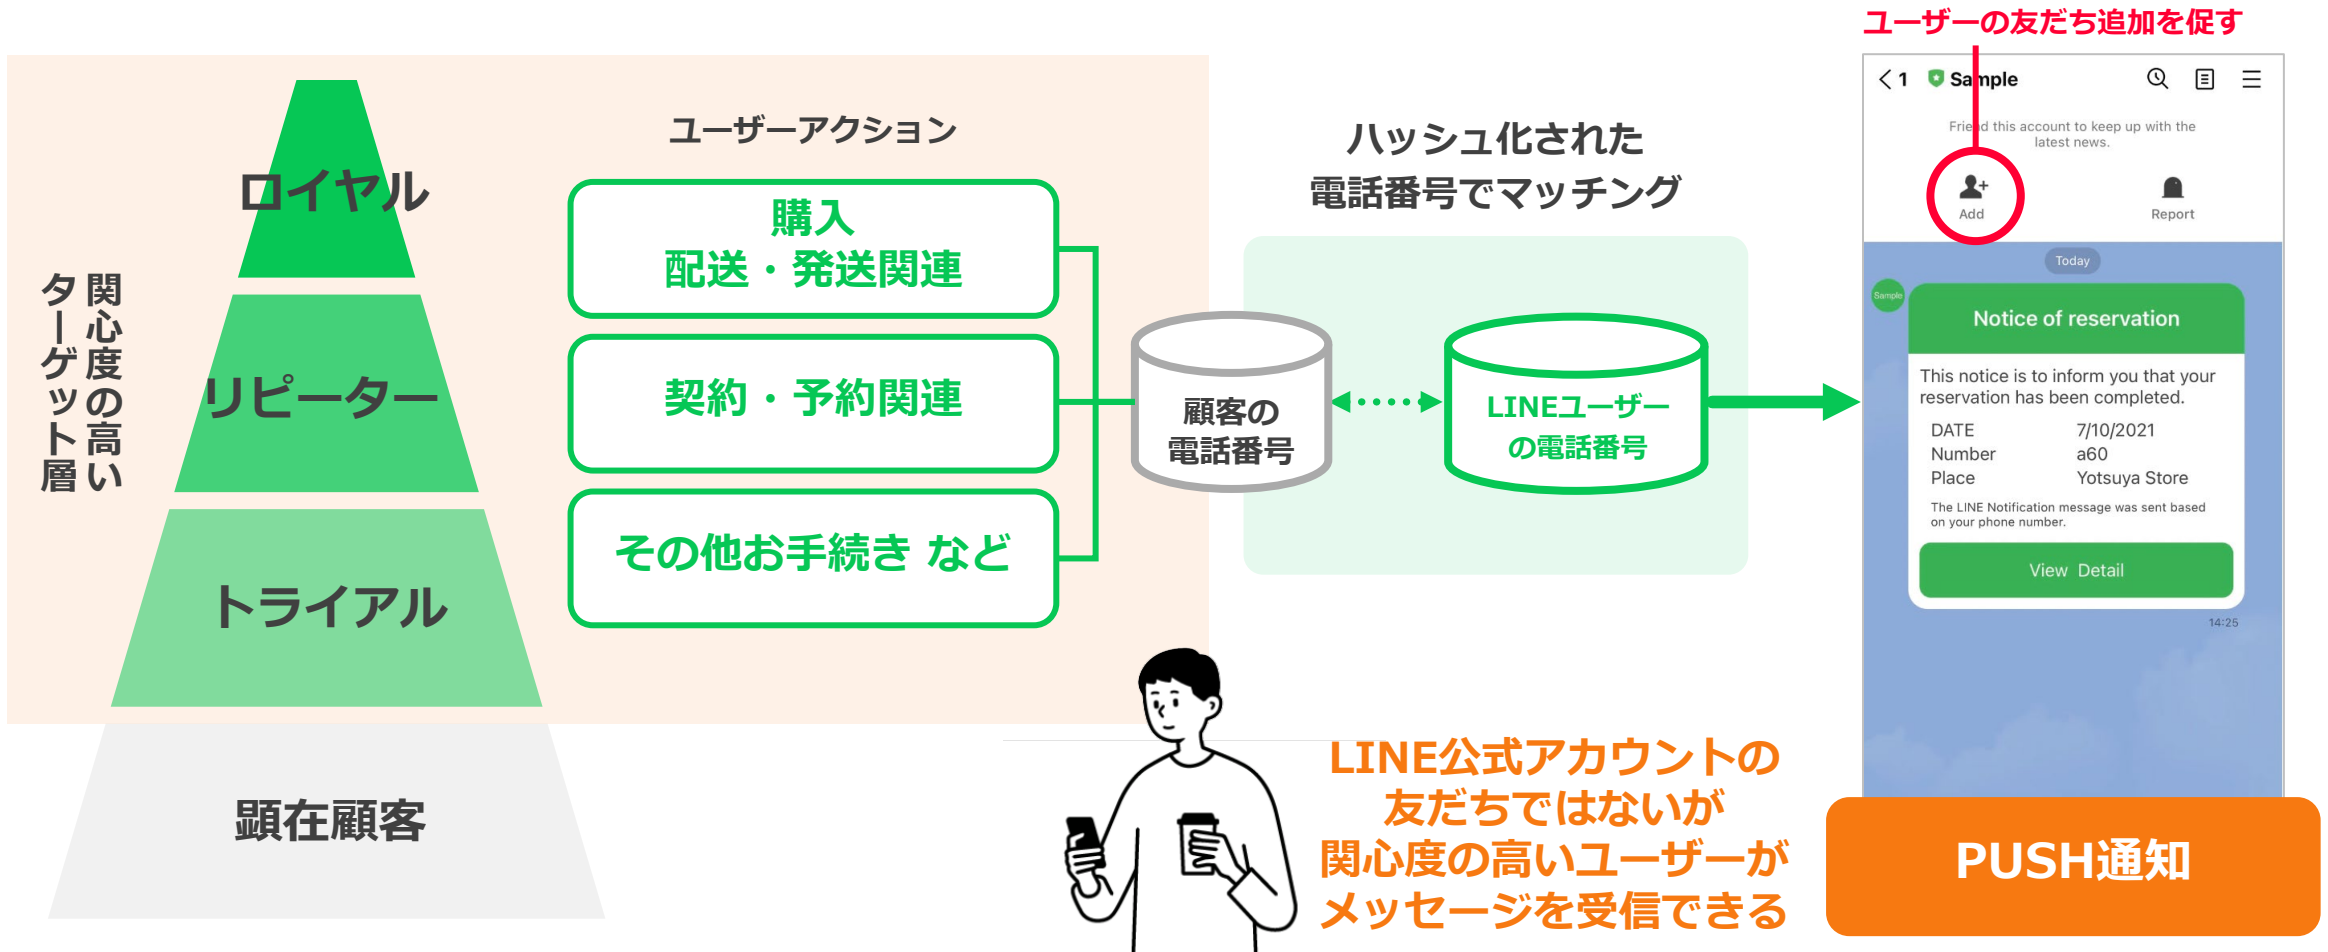 ユーザーの友だち追加を促す
関心度の高い
ターゲット層
ロイヤル
リピーター
トライアル
顕在顧客
ユーザーアクション
購入
配送・発送関連
契約・予約関連
その他お手続き など
ハッシュ化された
電話番号でマッチング
顧客の
電話番号
LINEユーザー
の電話番号
1 Sample
Friend this account to keep up with the
latest news.
Add
Report
Today
Sample
Notice of reservation
This notice is to inform you that your
reservation has been completed.
DATE 7/10/2021
Number a60
Place Yotsuya Store
The LINE Notification message was sent based
on your phone number.
View Detail
14:25
LINE公式アカウントの
友だちではないが
関心度の高いユーザーが
メッセージを受信できる
PUSH通知